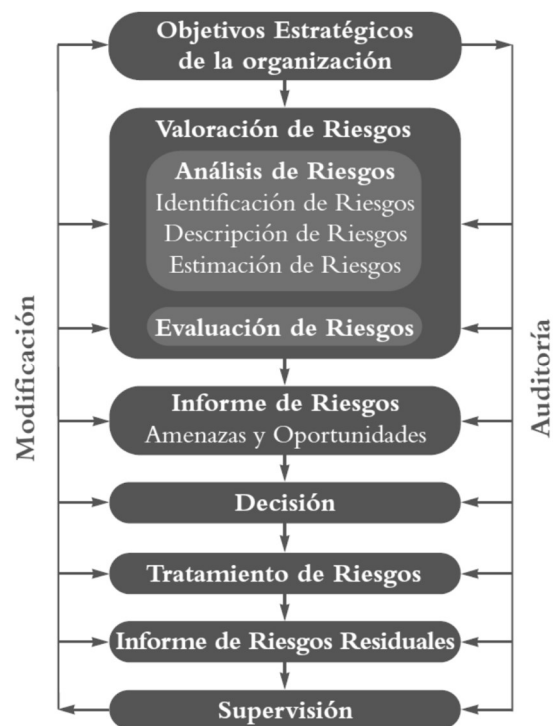 Objetivos Estratégicos
de la organización
Valoración de Riesgos
Análisis de Riesgos
Identificación de Riesgos
Descripción de Riesgos
Estimación de Riesgos
Evaluación de Riesgos
Informe de Riesgos
Amenazas y Oportunidades
Decisión
Tratamiento de Riesgos
Informe de Riesgos Residuales
Supervisión
Modificación
Auditoría